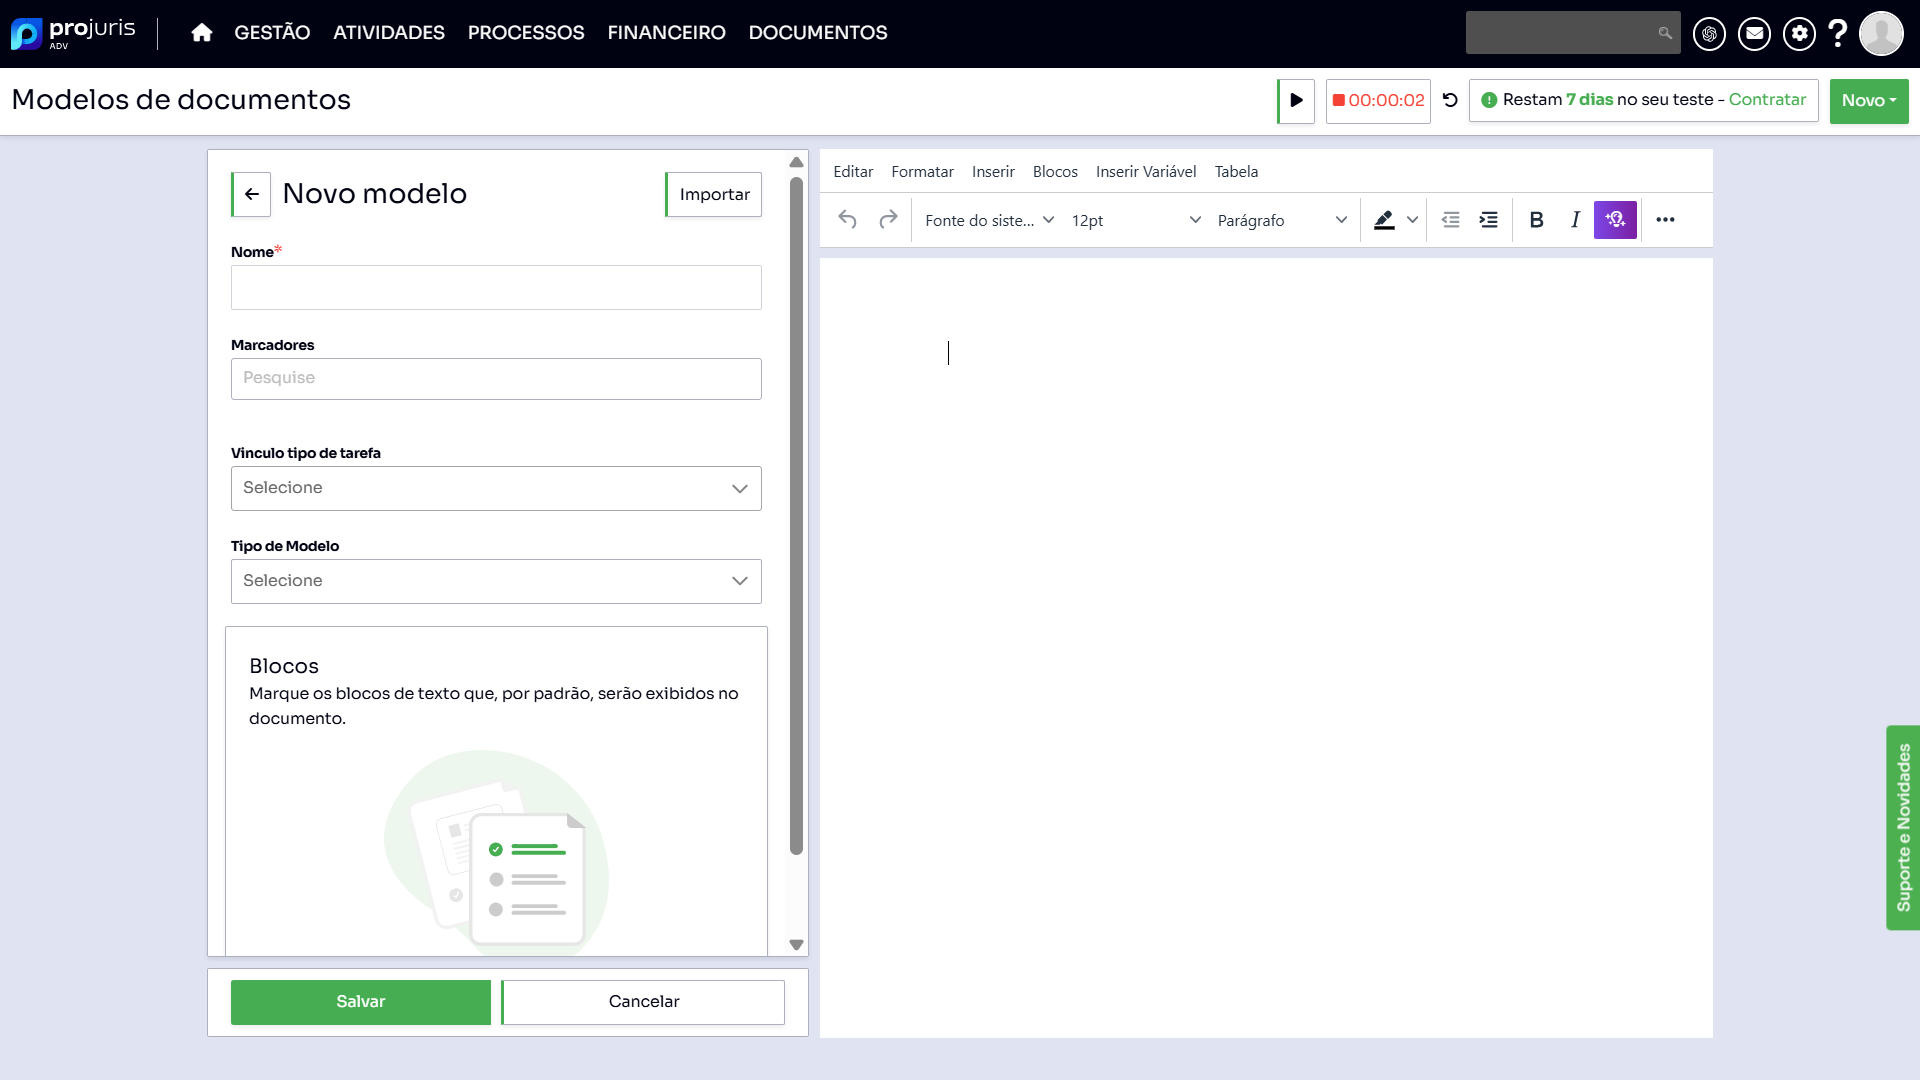 projuris
ADV
GESTÃO
ATIVIDADES
PROCESSOS
FINANCEIRO
DOCUMENTOS
Modelos de documentos
00:00:02
Restam 7 dias no seu teste - Contratar
Novo
Novo modelo
Importar
Nome*
Marcadores
Pesquise
Vinculo tipo de tarefa
Selecione
Tipo de Modelo
Selecione
Blocos
Marque os blocos de texto que, por padrão, serão exibidos no
documento.
Salvar
Cancelar
Editar
Formatar
Inserir
Blocos
Inserir Variável
Tabela
Fonte do siste...
12pt
Parágrafo
B
I
Suporte e Novidades